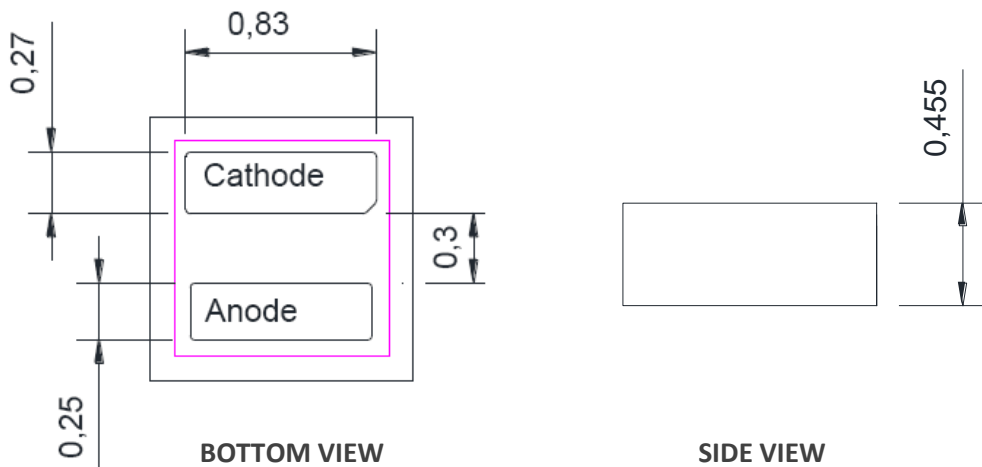 0,83
0,27
Cathode
0,3
Anode
0,25
BOTTOM VIEW
0,455
SIDE VIEW